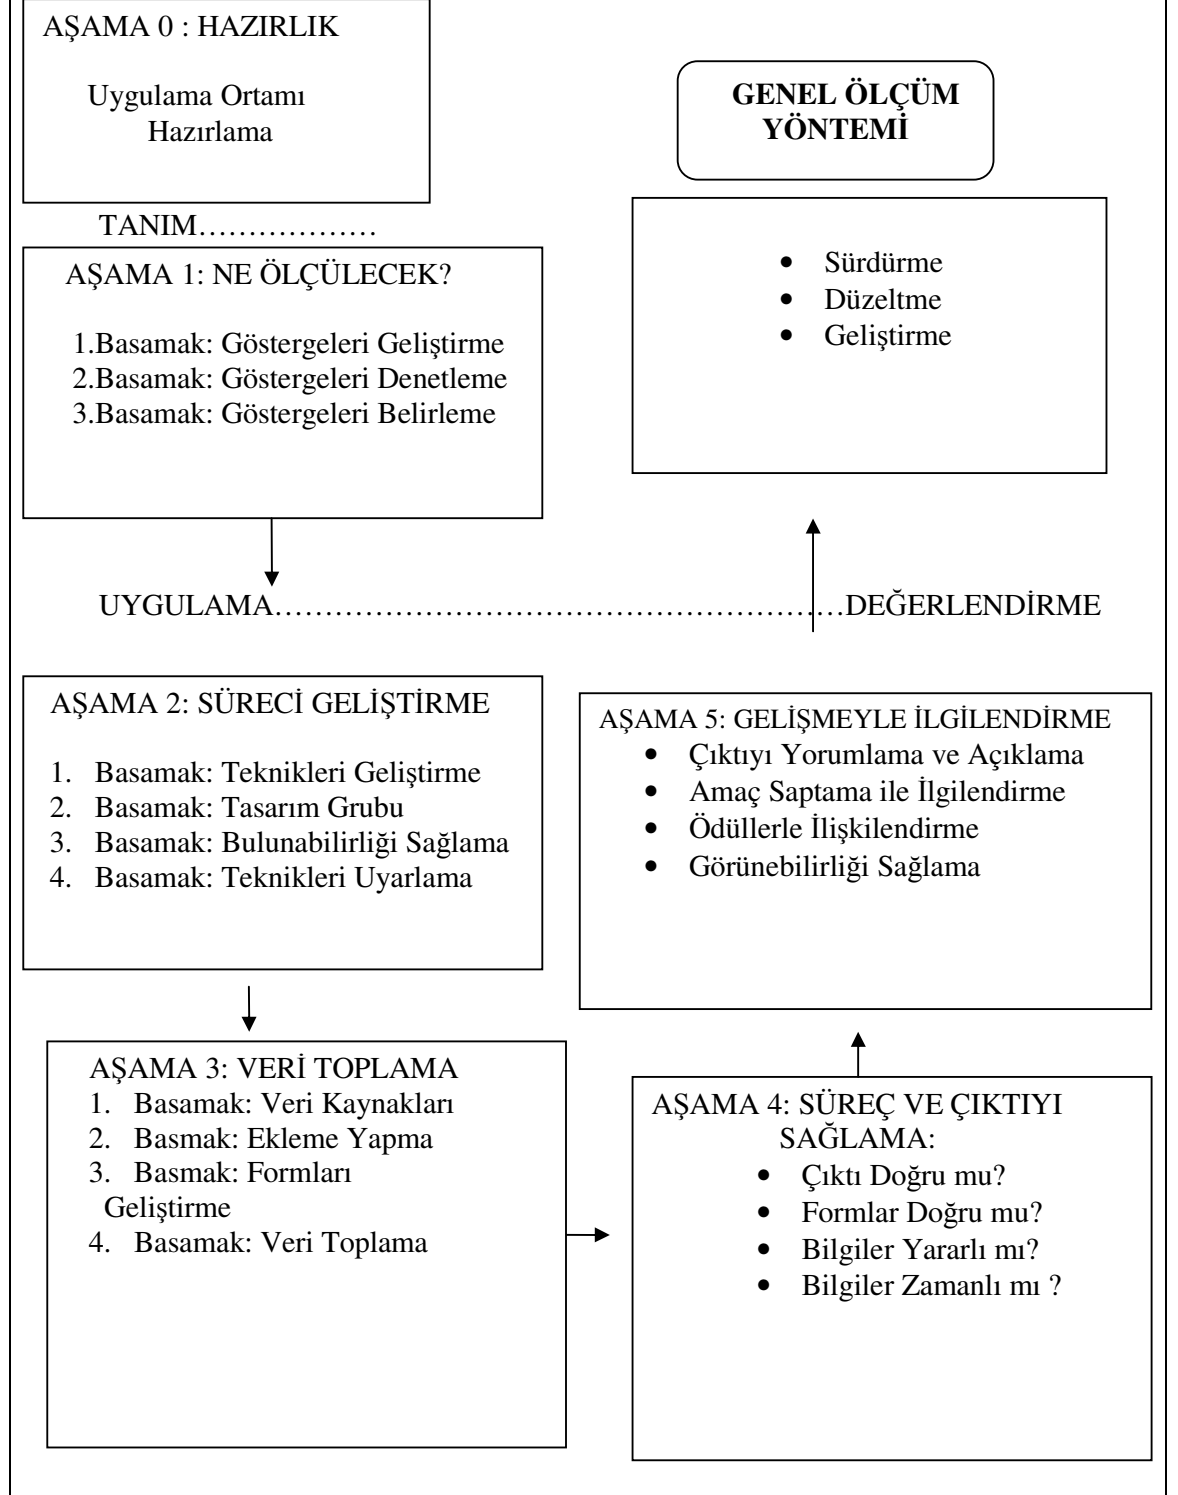 AŞAMA 0 : HAZIRLIK
Uygulama Ortamı
Hazırlama
GENEL ÖLÇÜM
YÖNTEMİ
TANIM………………
AŞAMA 1: NE ÖLÇÜLECEK?
1.Basamak: Göstergeleri Geliştirme
2.Basamak: Göstergeleri Denetleme
3.Basamak: Göstergeleri Belirleme
• Sürdürme
• Düzeltme
• Geliştirme
UYGULAMA…………………………………………………DEĞERLENDİRME
AŞAMA 2: SÜRECİ GELİŞTİRME
1. Basamak: Teknikleri Geliştirme
2. Basamak: Tasarım Grubu
3. Basamak: Bulunabilirliği Sağlama
4. Basamak: Teknikleri Uyarlama
AŞAMA 5: GELİŞMEYLE İLGİLENDİRME
• Çıktıyı Yorumlama ve Açıklama
• Amaç Saptama ile İlgilendirme
• Ödüllerle İlişkilendirme
• Görünebilirliği Sağlama
AŞAMA 3: VERİ TOPLAMA
1. Basamak: Veri Kaynakları
2. Basmak: Ekleme Yapma
3. Basmak: Formları
Geliştirme
4. Basamak: Veri Toplama
AŞAMA 4: SÜREÇ VE ÇIKTIYI
SAĞLAMA:
• Çıktı Doğru mu?
• Formlar Doğru mu?
• Bilgiler Yararlı mı?
• Bilgiler Zamanlı mı ?